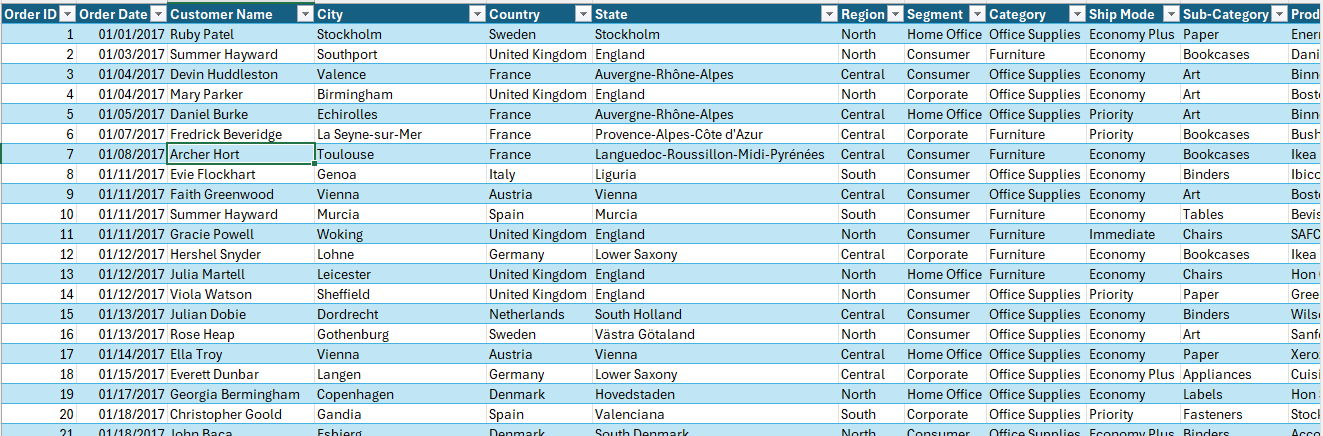 Order ID Order Date Customer Name City Country State Region Segment Category Ship Mode Sub-Category Prod
1 01/01/2017 Ruby Patel Stockholm Sweden Stockholm North Home Office Office Supplies Economy Plus Paper Ener
2 01/03/2017 Summer Hayward Southport United Kingdom England North Consumer Furniture Economy Bookcases Dani
3 01/04/2017 Devin Huddleston Valence France Auvergne-Rhône-Alpes Central Consumer Office Supplies Economy Art Binn
4 01/04/2017 Mary Parker Birmingham United Kingdom England North Corporate Office Supplies Economy Art Bost
5 01/05/2017 Daniel Burke Echirolles France Auvergne-Rhône-Alpes Central Home Office Office Supplies Priority Art Binn
6 01/07/2017 Fredrick Beveridge La Seyne-sur-Mer France Provence-Alpes-Côte d'Azur Central Corporate Furniture Priority Bookcases Bush
7 01/08/2017 Archer Hort Toulouse France Languedoc-Roussillon-Midi-Pyrénées Central Consumer Furniture Economy Bookcases Ikea
8 01/11/2017 Evie Flockhart Genoa Italy Liguria South Consumer Office Supplies Economy Binders Ibico
9 01/11/2017 Faith Greenwood Vienna Austria Vienna Central Consumer Office Supplies Economy Art Bost
10 01/11/2017 Summer Hayward Murcia Spain Murcia South Consumer Furniture Economy Tables Bevis
11 01/11/2017 Gracie Powell Woking United Kingdom England North Consumer Furniture Immediate Chairs SAFC
12 01/12/2017 Hershel Snyder Lohne Germany Lower Saxony Central Corporate Furniture Economy Bookcases Ikea
13 01/12/2017 Julia Martell Leicester United Kingdom England North Home Office Furniture Economy Chairs Hon
14 01/12/2017 Viola Watson Sheffield United Kingdom England North Consumer Office Supplies Priority Paper Gree
15 01/13/2017 Julian Dobie Dordrecht Netherlands South Holland Central Consumer Office Supplies Economy Binders Wils
16 01/13/2017 Rose Heap Gothenburg Sweden Västra Götaland North Consumer Office Supplies Economy Art Sanf
17 01/14/2017 Ella Troy Vienna Austria Vienna Central Home Office Office Supplies Economy Paper Xero
18 01/15/2017 Everett Dunbar Langen Germany Lower Saxony Central Corporate Office Supplies Economy Plus Appliances Cuisi
19 01/17/2017 Georgia Bermingham Copenhagen Denmark Hovedstaden North Home Office Office Supplies Economy Labels Hon
20 01/18/2017 Christopher Goold Gandia Spain Valenciana South Corporate Office Supplies Priority Fasteners Stock
21 01/18/2017 John Baca Esbjerg Denmark South Denmark North Consumer Office Supplies Economy Plus Binders Acco